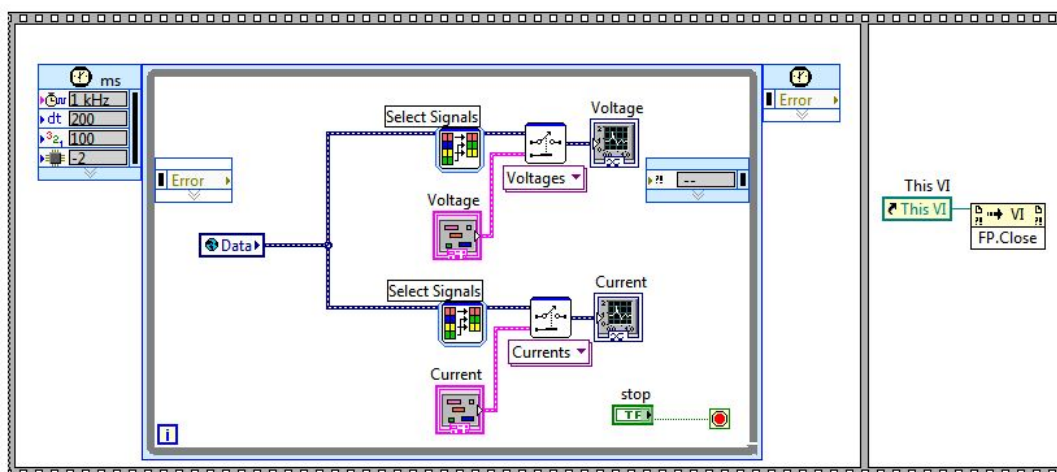 ms
1 kHz
dt 200
321 100
-2
Error
Error
Select Signals
Voltage
Voltages
Voltage
?! --
Data
Select Signals
Current
Currents
Current
stop
TF
i
This VI
This VI
?! VI ?!
FP.Close